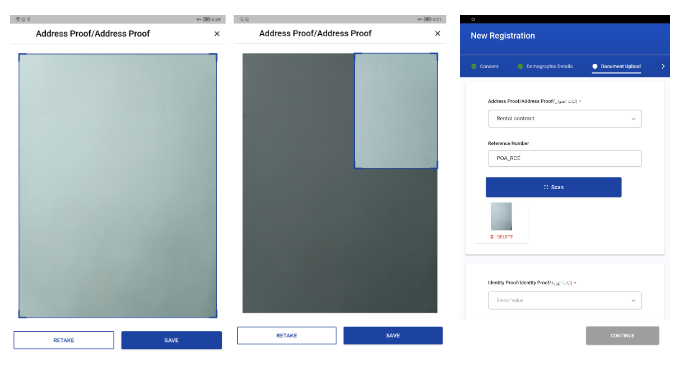 Address Proof/Address Proof ×
RETAKE
SAVE
Address Proof/Address Proof ×
RETAKE
SAVE
New Registration
Consent
Demographic Details
Document Upload
Address Proof/Address Proof/إثبات العنوان *
Rental contract
Reference Number
POA_RCE
Scan
DELETE
Identity Proof/Identity Proof/إثبات الهوية *
Select Value
CONTINUE